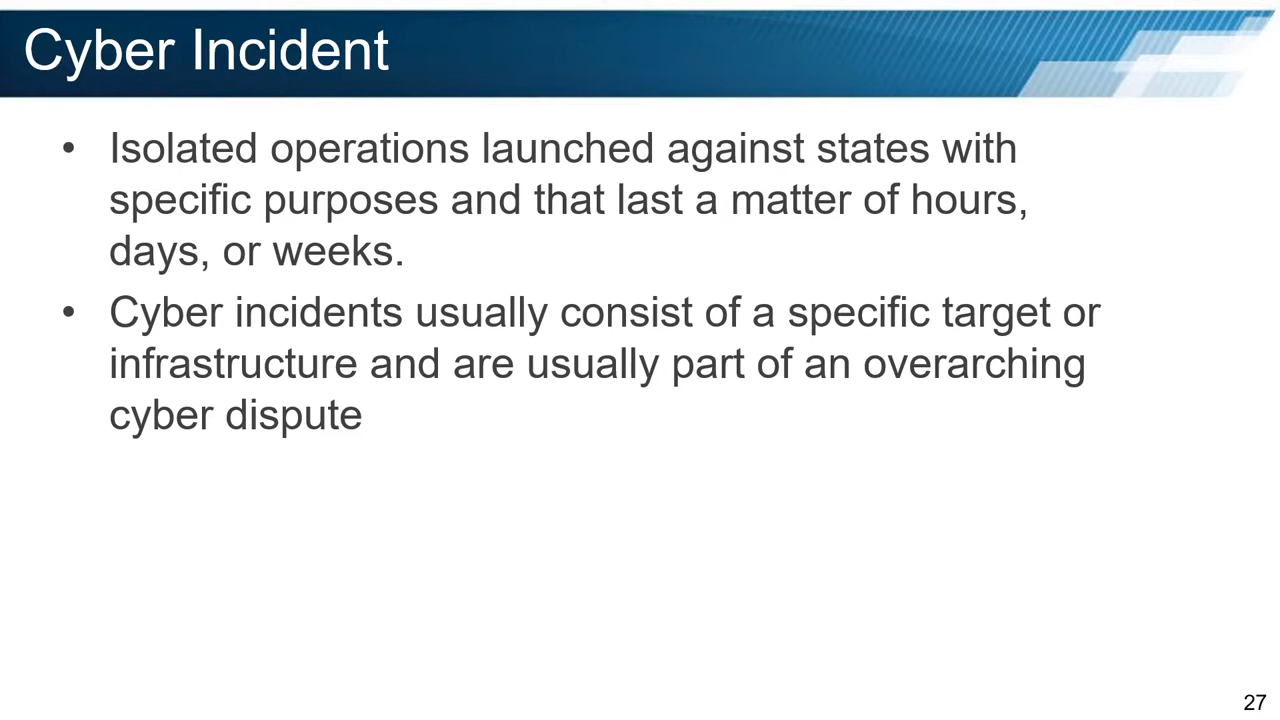 Cyber Incident
• Isolated operations launched against states with
specific purposes and that last a matter of hours,
days, or weeks.
• Cyber incidents usually consist of a specific target or
infrastructure and are usually part of an overarching
cyber dispute
27